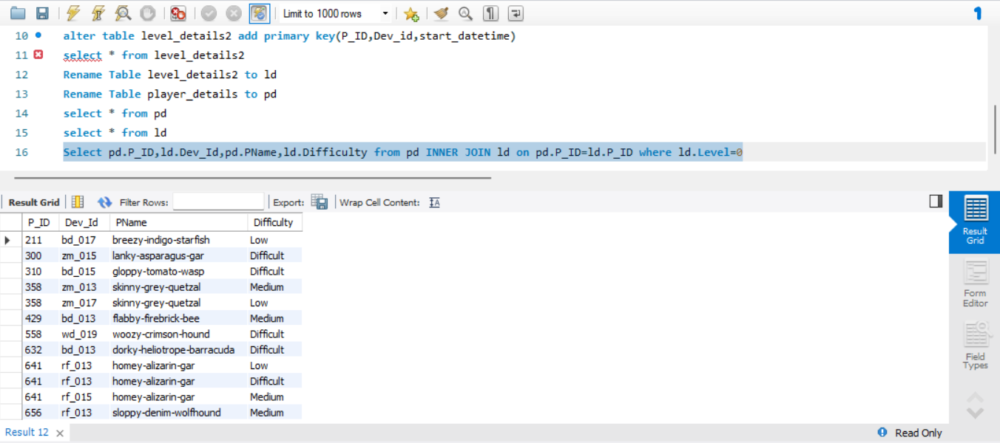 Limit to 1000 rows
1
10 alter table level_details2 add primary key(P_ID,Dev_id,start_datetime)
11 select * from level_details2
12 Rename Table level_details2 to ld
13 Rename Table player_details to pd
14 select * from pd
15 select * from ld
16 Select pd.P_ID,ld.Dev_Id,pd.PName,ld.Difficulty from pd INNER JOIN ld on pd.P_ID=ld.P_ID where ld.Level=0
Result Grid Filter Rows: Export: Wrap Cell Content: IA
P_ID Dev_Id PName Difficulty
211 bd_017 breezy-indigo-starfish Low
300 zm_015 lanky-asparagus-gar Difficult
310 bd_015 gloppy-tomato-wasp Difficult
358 zm_013 skinny-grey-quetzal Medium
358 zm_017 skinny-grey-quetzal Low
429 bd_013 flabby-firebrick-bee Medium
558 wd_019 woozy-crimson-hound Difficult
632 bd_013 dorky-heliotrope-barracuda Difficult
641 rf_013 homey-alizarin-gar Low
641 rf_013 homey-alizarin-gar Difficult
641 rf_015 homey-alizarin-gar Medium
656 rf_013 sloppy-denim-wolfhound Medium
Result
Grid
Form
Editor
Field
Types
Result 12
Read Only